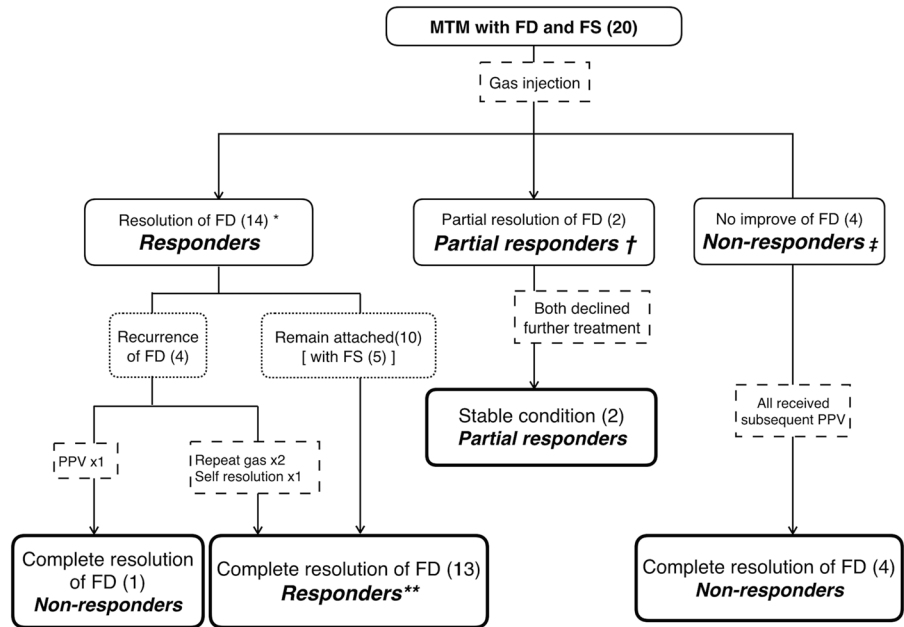 MTM with FD and FS (20)
Gas injection
Resolution of FD (14) *
Responders
Partial resolution of FD (2)
Partial responders †
No improve of FD (4)
Non-responders ‡
Recurrence
of FD (4)
Remain attached(10)
[ with FS (5) ]
Both declined
further treatment
Stable condition (2)
Partial responders
All received
subsequent PPV
PPV x1
Repeat gas x2
Self resolution x1
Complete resolution
of FD (1)
Non-responders
Complete resolution of FD (13)
Responders**
Complete resolution of FD (4)
Non-responders